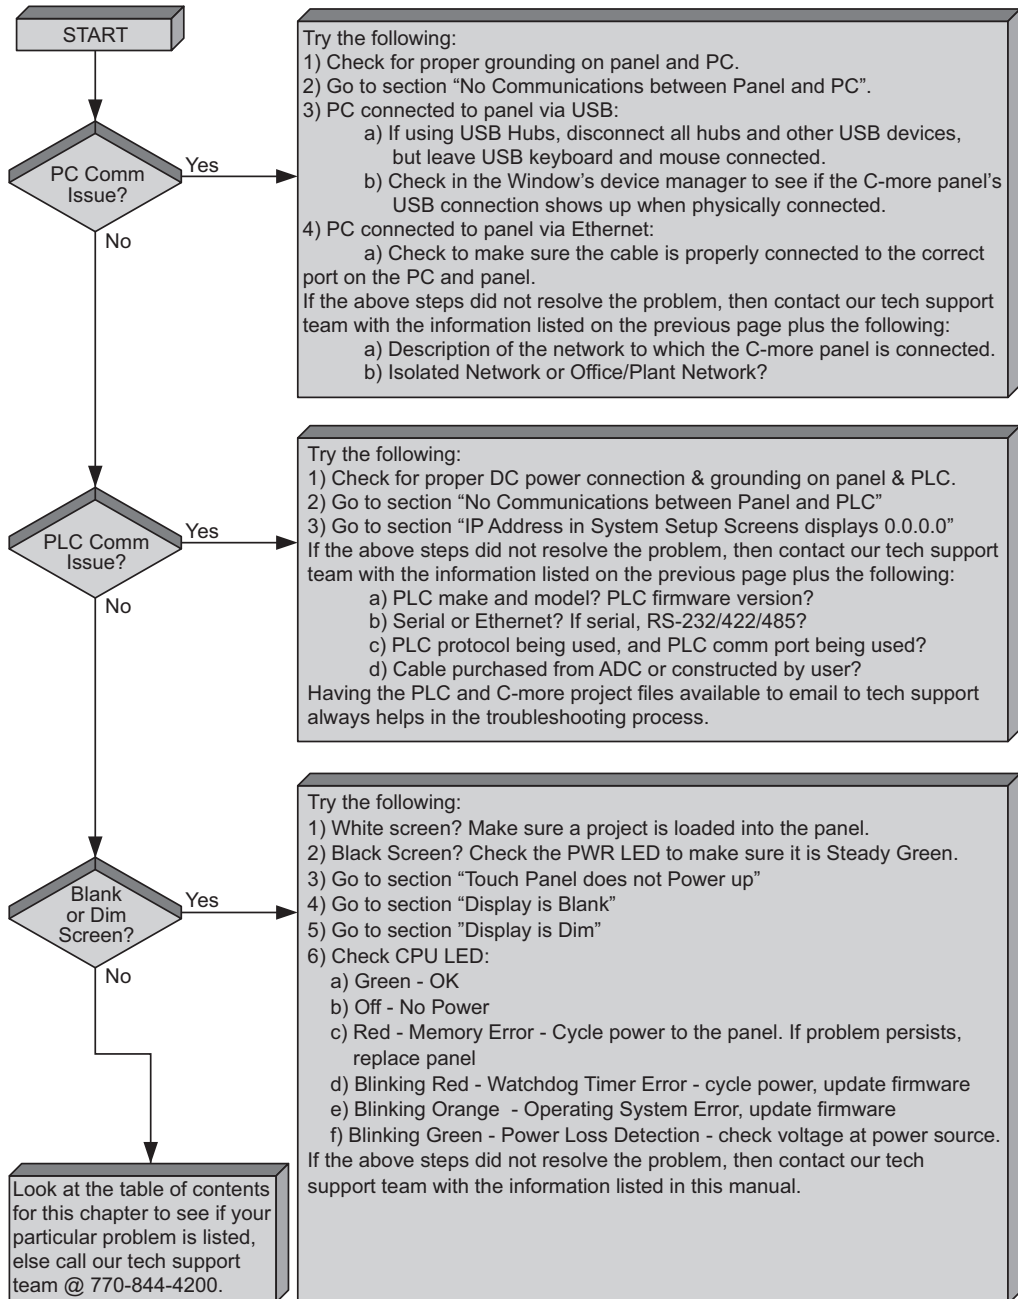 START
PC Comm
Issue?
Yes
No
Try the following:
1) Check for proper grounding on panel and PC.
2) Go to section “No Communications between Panel and PC”.
3) PC connected to panel via USB:
a) If using USB Hubs, disconnect all hubs and other USB devices,
but leave USB keyboard and mouse connected.
b) Check in the Window’s device manager to see if the C-more panel’s
USB connection shows up when physically connected.
4) PC connected to panel via Ethernet:
a) Check to make sure the cable is properly connected to the correct
port on the PC and panel.
If the above steps did not resolve the problem, then contact our tech support
team with the information listed on the previous page plus the following:
a) Description of the network to which the C-more panel is connected.
b) Isolated Network or Office/Plant Network?
PLC Comm
Issue?
Yes
No
Try the following:
1) Check for proper DC power connection & grounding on panel & PLC.
2) Go to section “No Communications between Panel and PLC”
3) Go to section “IP Address in System Setup Screens displays 0.0.0.0”
If the above steps did not resolve the problem, then contact our tech support
team with the information listed on the previous page plus the following:
a) PLC make and model? PLC firmware version?
b) Serial or Ethernet? If serial, RS-232/422/485?
c) PLC protocol being used, and PLC comm port being used?
d) Cable purchased from ADC or constructed by user?
Having the PLC and C-more project files available to email to tech support
always helps in the troubleshooting process.
Blank
or Dim
Screen?
Yes
No
Try the following:
1) White screen? Make sure a project is loaded into the panel.
2) Black Screen? Check the PWR LED to make sure it is Steady Green.
3) Go to section “Touch Panel does not Power up”
4) Go to section “Display is Blank”
5) Go to section ”Display is Dim”
6) Check CPU LED:
a) Green - OK
b) Off - No Power
c) Red - Memory Error - Cycle power to the panel. If problem persists,
replace panel
d) Blinking Red - Watchdog Timer Error - cycle power, update firmware
e) Blinking Orange - Operating System Error, update firmware
f) Blinking Green - Power Loss Detection - check voltage at power source.
If the above steps did not resolve the problem, then contact our tech
support team with the information listed in this manual.
Look at the table of contents
for this chapter to see if your
particular problem is listed,
else call our tech support
team @ 770-844-4200.